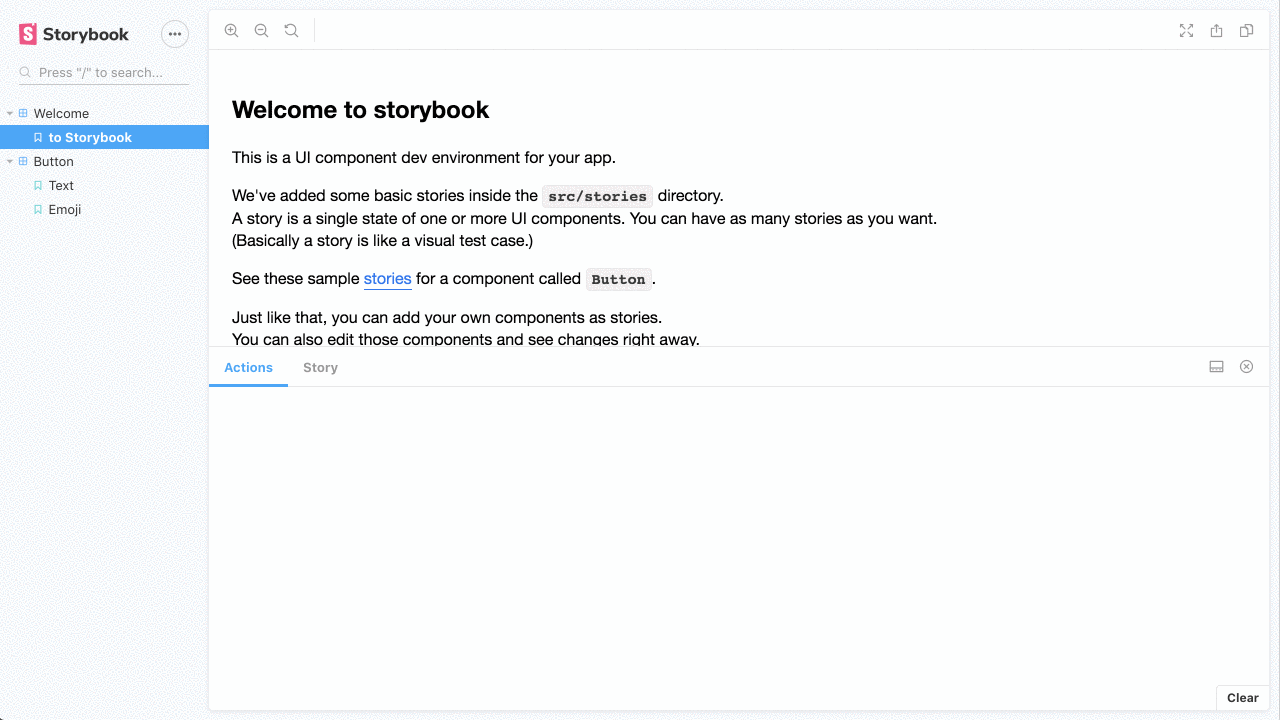 Storybook
Press "/" to search...
Welcome
to Storybook
Button
Text
Emoji
Welcome to storybook
This is a UI component dev environment for your app.
We've added some basic stories inside the src/stories directory.
A story is a single state of one or more UI components. You can have as many stories as you want.
(Basically a story is like a visual test case.)
See these sample stories for a component called Button.
Just like that, you can add your own components as stories.
You can also edit those components and see changes right away.
Actions Story
Clear